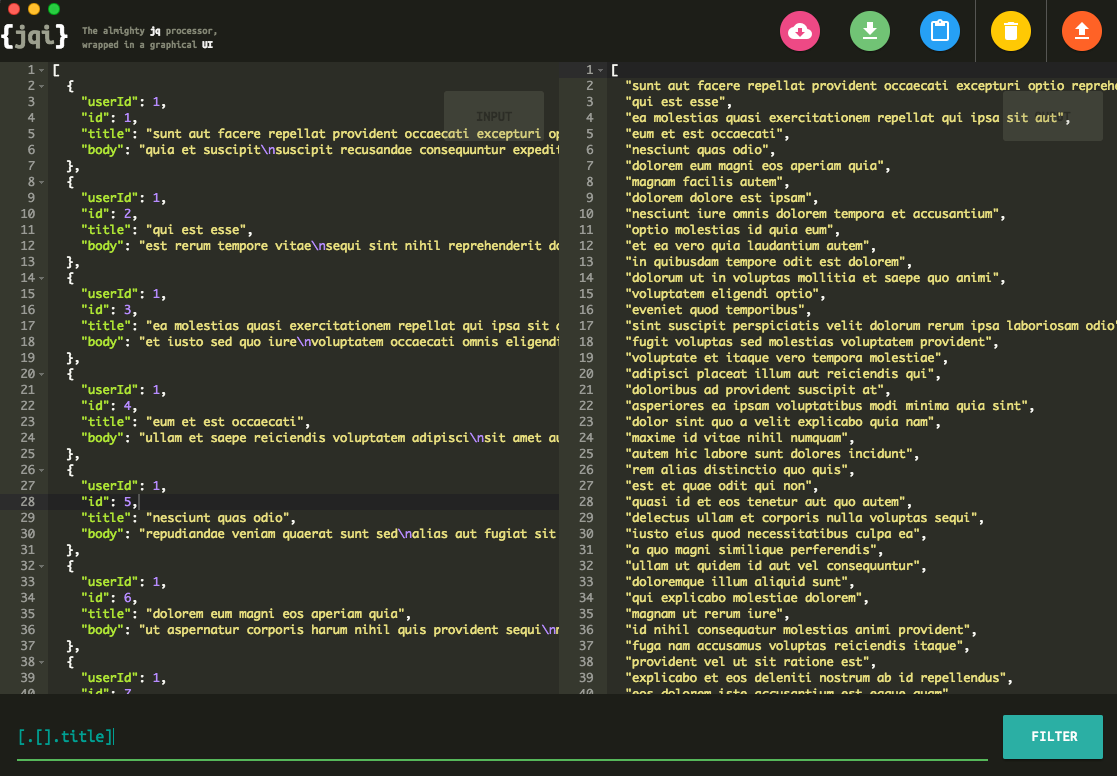 {jqi}
The almighty jq processor,
wrapped in a graphical UI
1 [
2 {
3 "userId": 1,
4 "id": 1,
5 "title": "sunt aut facere repellat provident occaecati excepturi op
6 "body": "quia et suscipit\nsuscipit recusandae consequuntur expedit
7 },
8 {
9 "userId": 1,
10 "id": 2,
11 "title": "qui est esse",
12 "body": "est rerum tempore vitae\nsequi sint nihil reprehenderit do
13 },
14 {
15 "userId": 1,
16 "id": 3,
17 "title": "ea molestias quasi exercitationem repellat qui ipsa sit a
18 "body": "et iusto sed quo iure\nvoluptatem occaecati omnis eligendi
19 },
20 {
21 "userId": 1,
22 "id": 4,
23 "title": "eum et est occaecati",
24 "body": "ullam et saepe reiciendis voluptatem adipisci\nsit amet au
25 },
26 {
27 "userId": 1,
28 "id": 5,
29 "title": "nesciunt quas odio",
30 "body": "repudiandae veniam quaerat sunt sed\nalias aut fugiat sit
31 },
32 {
33 "userId": 1,
34 "id": 6,
35 "title": "dolorem eum magni eos aperiam quia",
36 "body": "ut aspernatur corporis harum nihil quis provident sequi\nm
37 },
38 {
39 "userId": 1,
40 "id": 7
INPUT
1 [
2 "sunt aut facere repellat provident occaecati excepturi optio reprehe
3 "qui est esse",
4 "ea molestias quasi exercitationem repellat qui ipsa sit aut",
5 "eum et est occaecati",
6 "nesciunt quas odio",
7 "dolorem eum magni eos aperiam quia",
8 "magnam facilis autem",
9 "dolorem dolore est ipsam",
10 "nesciunt iure omnis dolorem tempora et accusantium",
11 "optio molestias id quia eum",
12 "et ea vero quia laudantium autem",
13 "in quibusdam tempore odit est dolorem",
14 "dolorum ut in voluptas mollitia et saepe quo animi",
15 "voluptatem eligendi optio",
16 "eveniet quod temporibus",
17 "sint suscipit perspiciatis velit dolorum rerum ipsa laboriosam odio"
18 "fugit voluptas sed molestias voluptatem provident",
19 "voluptate et itaque vero tempora molestiae",
20 "adipisci placeat illum aut reiciendis qui",
21 "doloribus ad provident suscipit at",
22 "asperiores ea ipsam voluptatibus modi minima quia sint",
23 "dolor sint quo a velit explicabo quia nam",
24 "maxime id vitae nihil numquam",
25 "autem hic labore sunt dolores incidunt",
26 "rem alias distinctio quo quis",
27 "est et quae odit qui non",
28 "quasi id et eos tenetur aut quo autem",
29 "delectus ullam et corporis nulla voluptas sequi",
30 "iusto eius quod necessitatibus culpa ea",
31 "a quo magni similique perferendis",
32 "ullam ut quidem id aut vel consequuntur",
33 "doloremque illum aliquid sunt",
34 "qui explicabo molestiae dolorem",
35 "magnam ut rerum iure",
36 "id nihil consequatur molestias animi provident",
37 "fuga nam accusamus voluptas reiciendis itaque",
38 "provident vel ut sit ratione est",
39 "explicabo et eos deleniti nostrum ab id repellendus",
40 "eos dolorem iste accusantium est eaque quam"
[.[].title]
FILTER